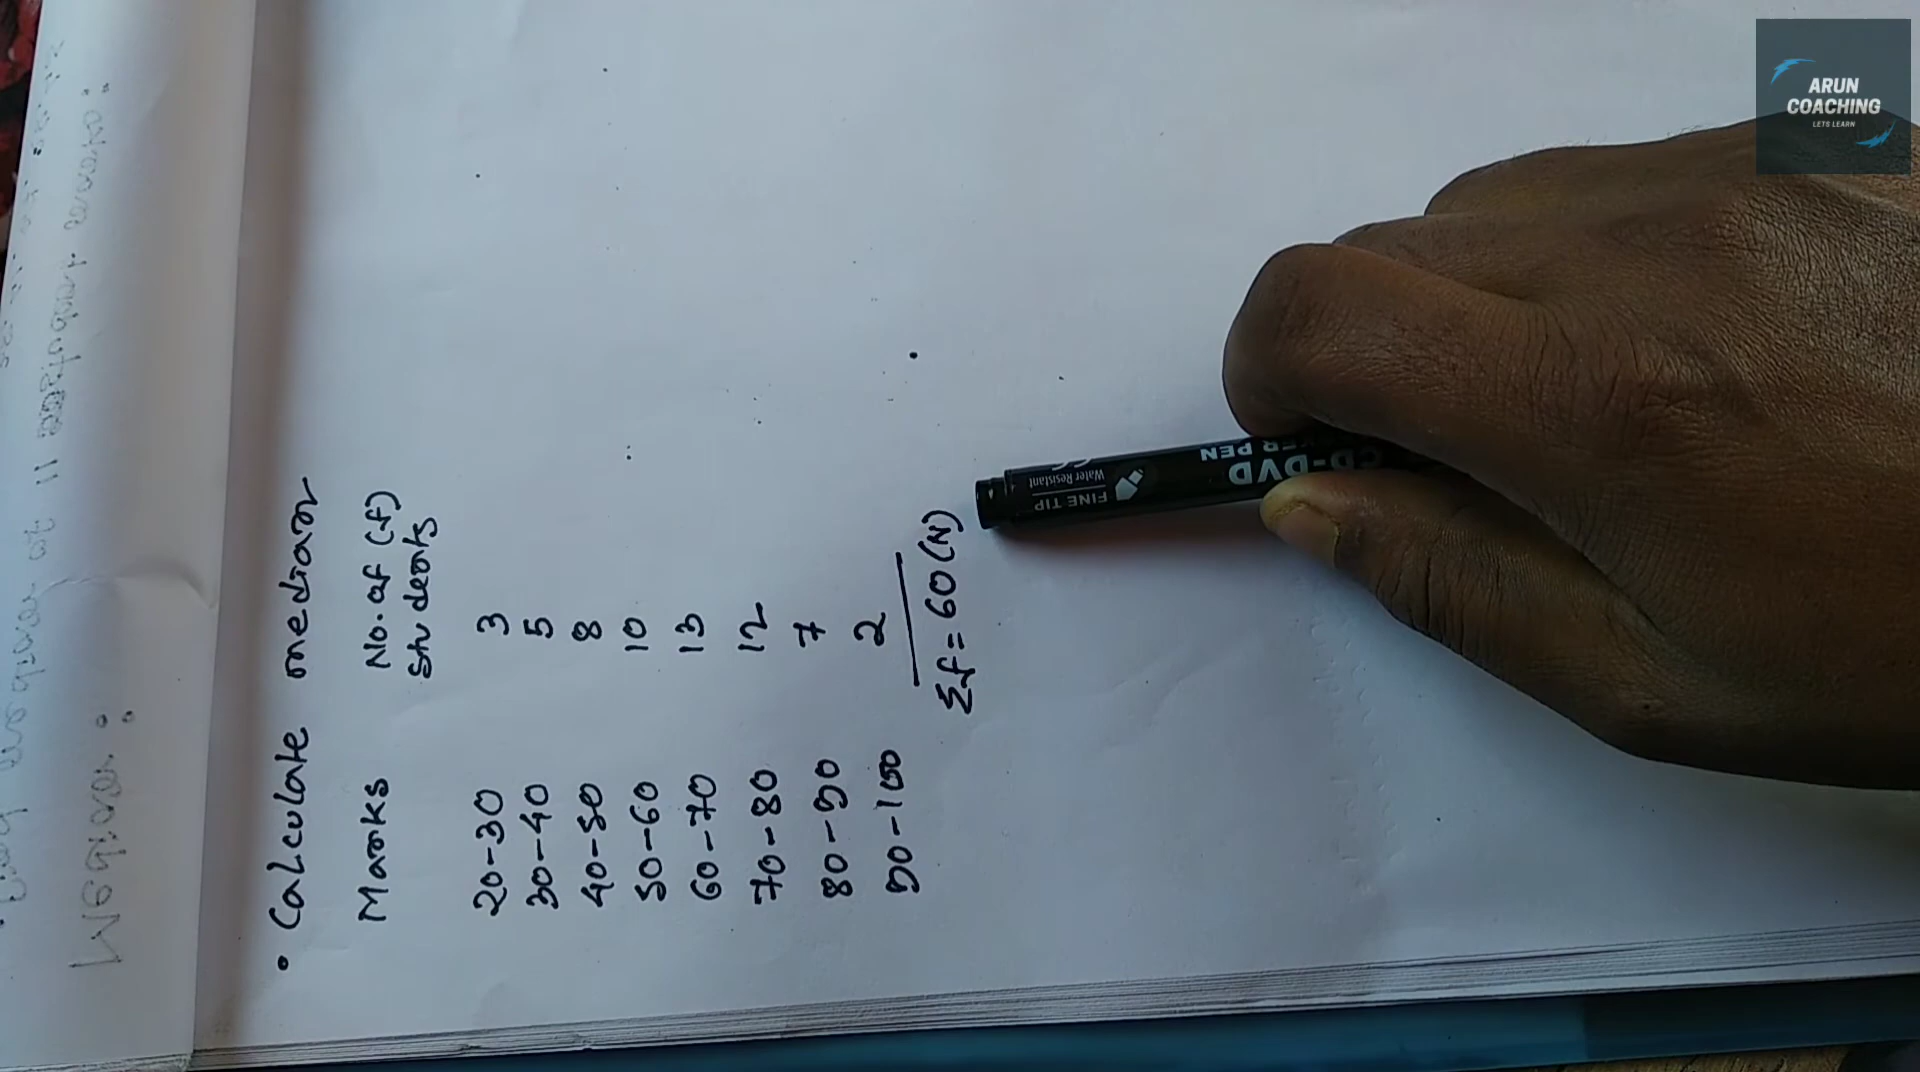 • Calculate median
Marks No. of (f)
Students
20-30 3
30-40 5
40-50 8
50-60 10
60-70 13
70-80 12
80-90 7
90-100 2
Σf = 60 (N)
CD-DVD
MARKER PEN
FINE TIP
Water Resistant
ARUN
COACHING
LETS LEARN